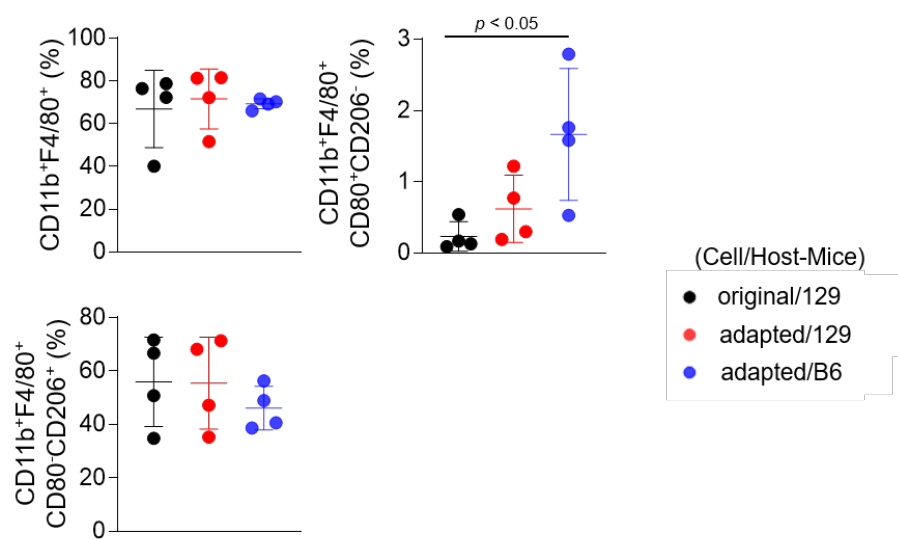 CD11b⁺F4/80⁺ (%)
100
80
60
40
20
0
CD11b⁺F4/80⁺
CD80⁺CD206⁻ (%)
p < 0.05
3
2
1
0
CD11b⁺F4/80⁺
CD80⁻CD206⁺ (%)
80
60
40
20
0
(Cell/Host-Mice)
original/129
adapted/129
adapted/B6